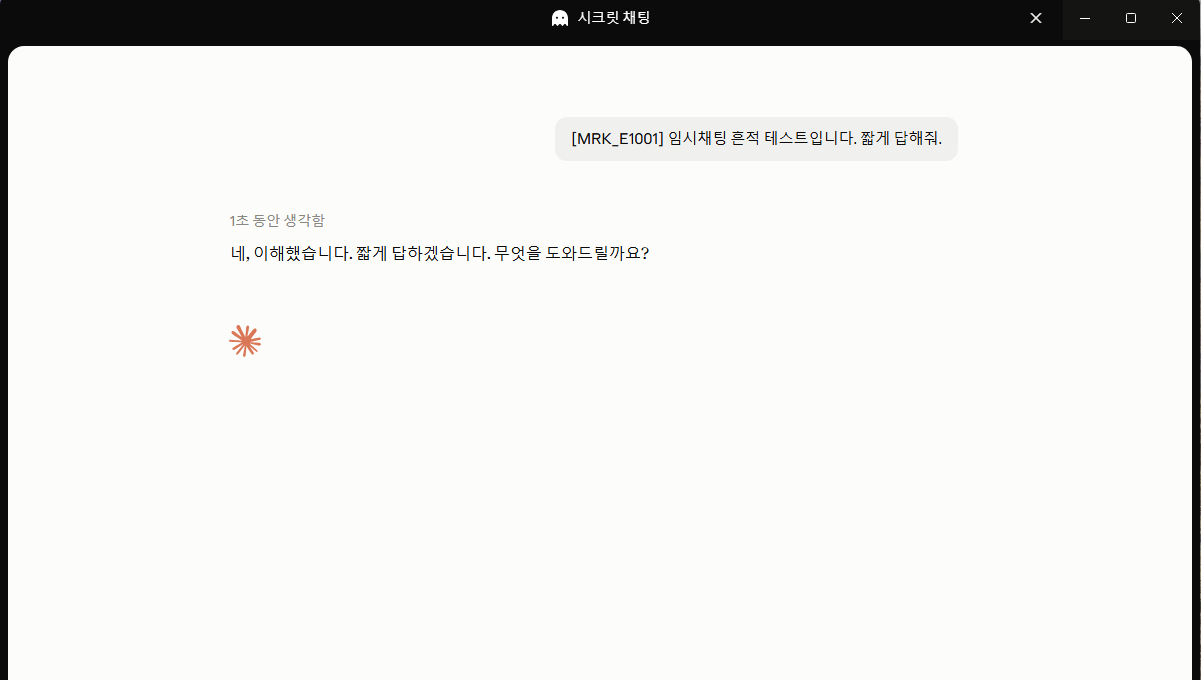 시크릿 채팅
[MRK_E1001] 임시채팅 흔적 테스트입니다. 짧게 답해줘.
1초 동안 생각함
네, 이해했습니다. 짧게 답하겠습니다. 무엇을 도와드릴까요?